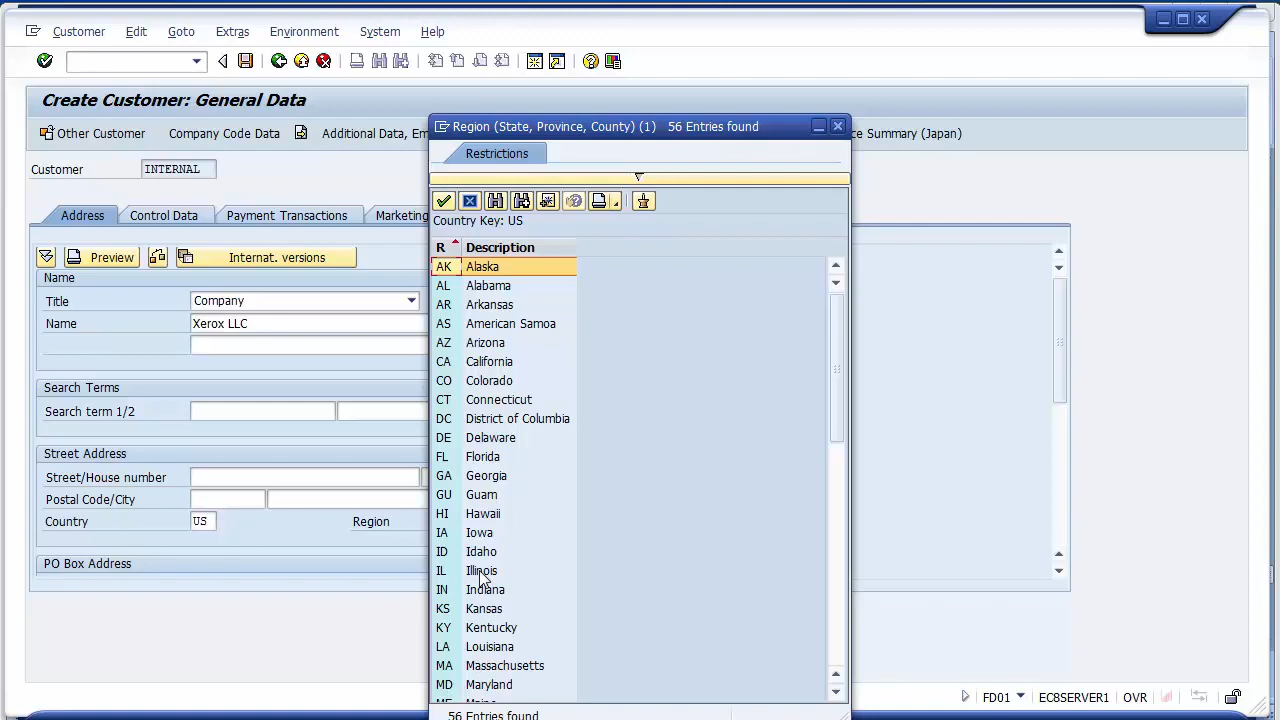 Customer Edit Goto Extras Environment System Help
Create Customer: General Data
Other Customer Company Code Data Additional Data, Em ce Summary (Japan)
Customer INTERNAL
Address Control Data Payment Transactions Marketing
Preview Internat. versions
Name
Title Company
Name Xerox LLC
Search Terms
Search term 1/2
Street Address
Street/House number
Postal Code/City
Country US Region
PO Box Address
Region (State, Province, County) (1) 56 Entries found
Restrictions
Country Key: US
R Description
AK Alaska
AL Alabama
AR Arkansas
AS American Samoa
AZ Arizona
CA California
CO Colorado
CT Connecticut
DC District of Columbia
DE Delaware
FL Florida
GA Georgia
GU Guam
HI Hawaii
IA Iowa
ID Idaho
IL Illinois
IN Indiana
KS Kansas
KY Kentucky
LA Louisiana
MA Massachusetts
MD Maryland
ME Maine
56 Entries found
FD01 EC8SERVER1 OVR